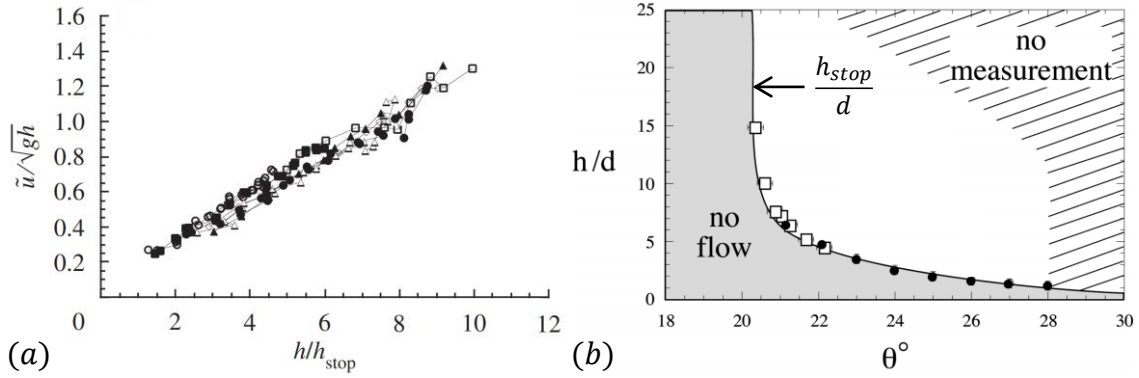 1.6
1.4
1.2
1.0
0.8
0.6
0.4
0.2
0
2 4 6 8 10 12
ũ/√gh
h/h_stop
(a)
25
20
15
10
5
0
18 20 22 24 26 28 30
h/d
θ°
no
flow
h_stop
d
no
measurement
(b)